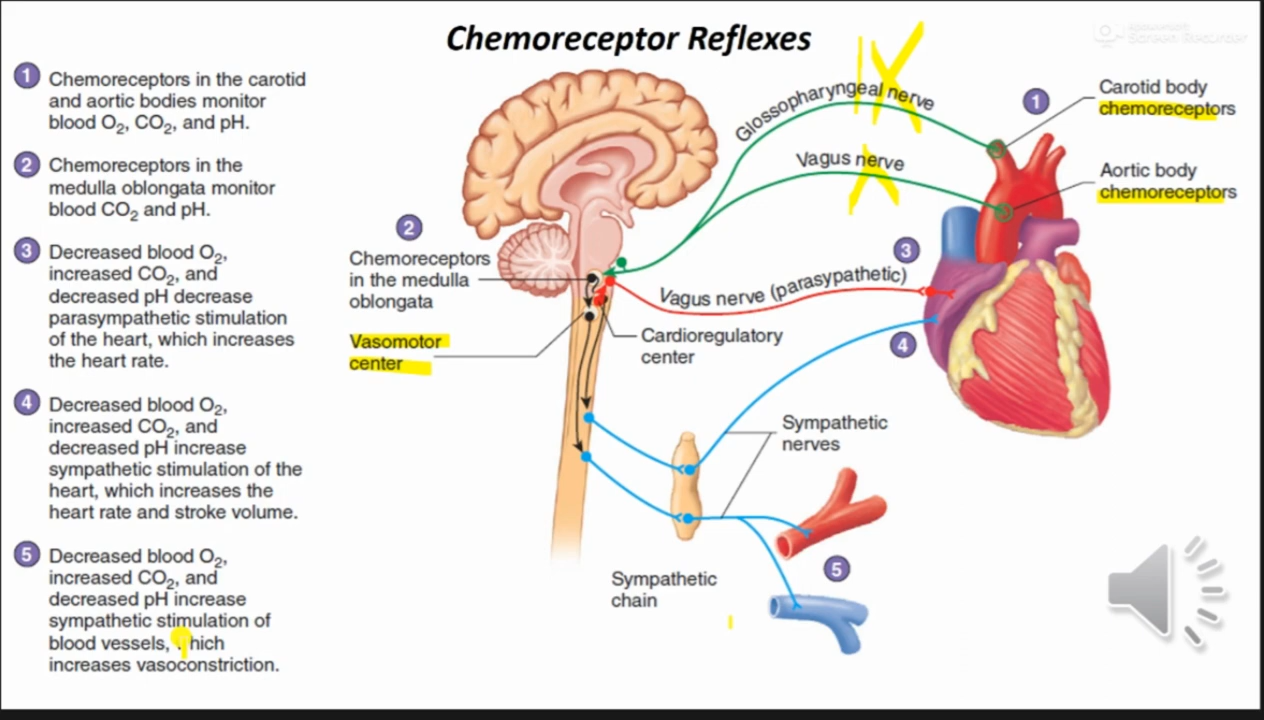 Chemoreceptor Reflexes
Screen Recorder
1 Chemoreceptors in the carotid
and aortic bodies monitor
blood O₂, CO₂, and pH.
2 Chemoreceptors in the
medulla oblongata monitor
blood CO₂ and pH.
3 Decreased blood O₂,
increased CO₂, and
decreased pH decrease
parasympathetic stimulation
of the heart, which increases
the heart rate.
4 Decreased blood O₂,
increased CO₂, and
decreased pH increase
sympathetic stimulation of the
heart, which increases the
heart rate and stroke volume.
5 Decreased blood O₂,
increased CO₂, and
decreased pH increase
sympathetic stimulation of
blood vessels, which
increases vasoconstriction.
IX
Glossopharyngeal nerve
X
Vagus nerve
1
Carotid body
chemoreceptors
Aortic body
chemoreceptors
2
Chemoreceptors
in the medulla
oblongata
Vasomotor
center
3
Vagus nerve (parasypathetic)
Cardioregulatory
center
4
Sympathetic
nerves
Sympathetic
chain
5